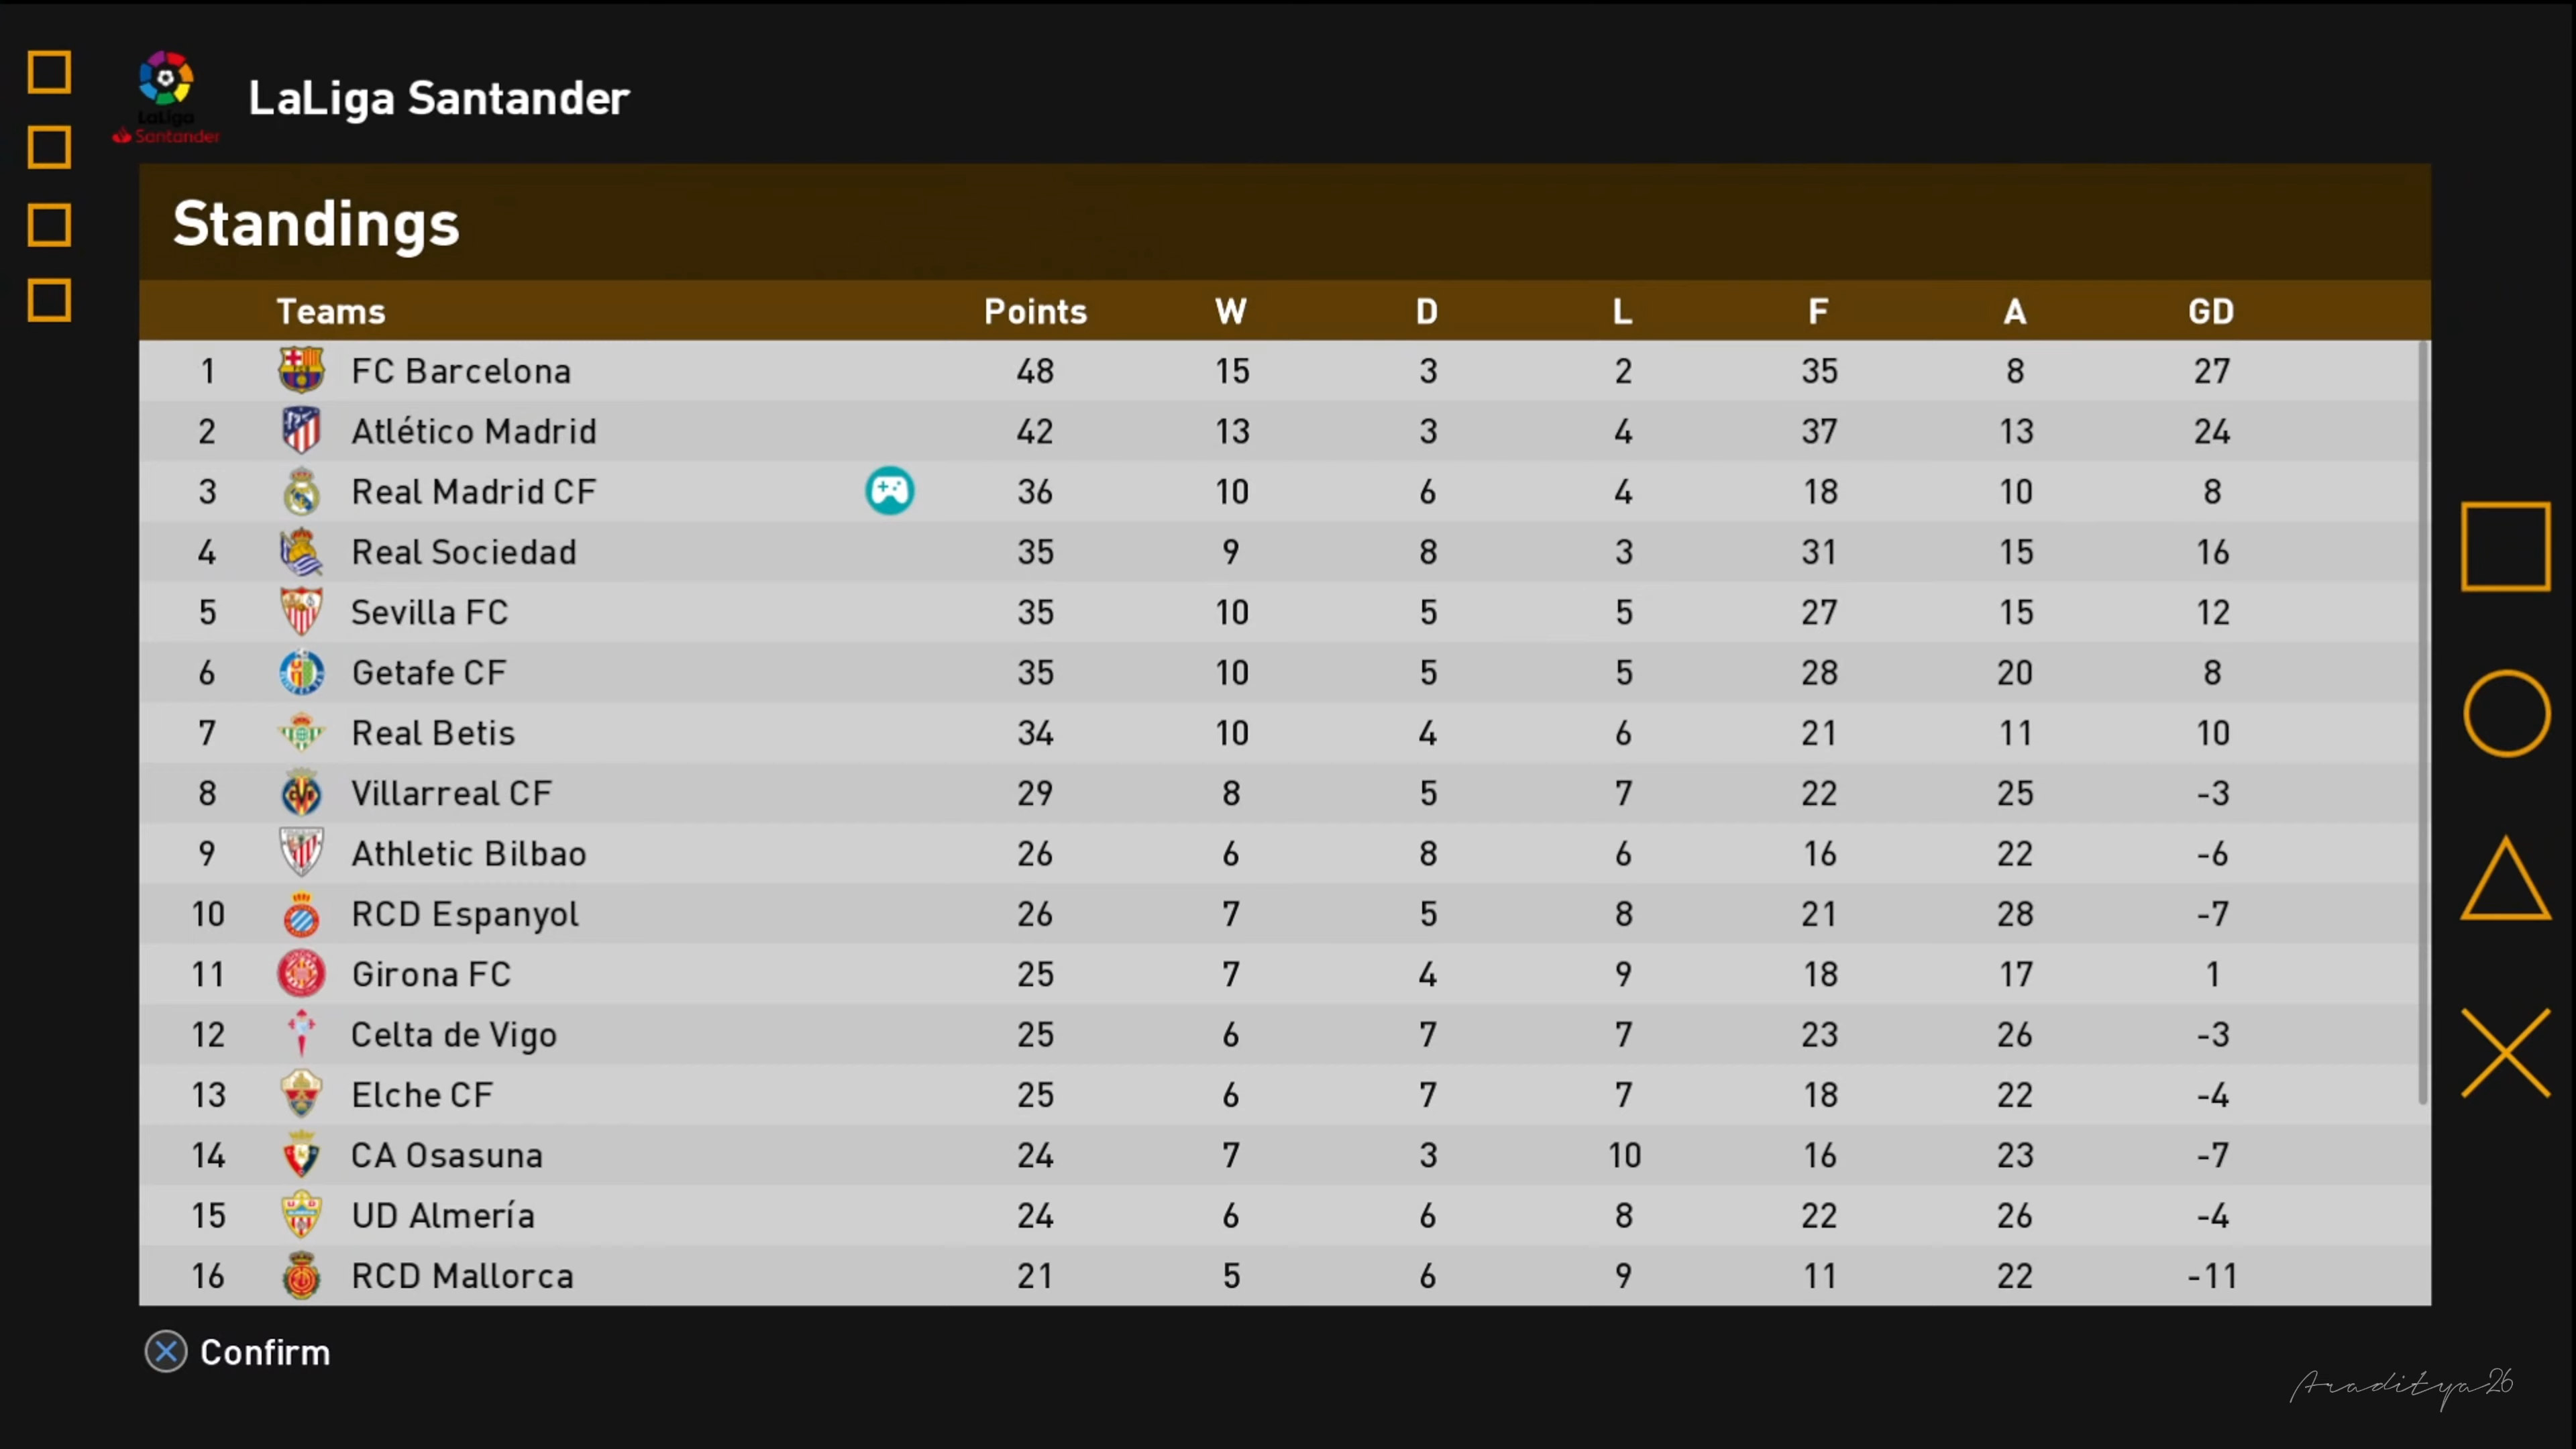 LaLiga
Santander
LaLiga Santander
Standings
Teams Points W D L F A GD
1 FC Barcelona 48 15 3 2 35 8 27
2 Atlético Madrid 42 13 3 4 37 13 24
3 Real Madrid CF 36 10 6 4 18 10 8
4 Real Sociedad 35 9 8 3 31 15 16
5 Sevilla FC 35 10 5 5 27 15 12
6 Getafe CF 35 10 5 5 28 20 8
7 Real Betis 34 10 4 6 21 11 10
8 Villarreal CF 29 8 5 7 22 25 -3
9 Athletic Bilbao 26 6 8 6 16 22 -6
10 RCD Espanyol 26 7 5 8 21 28 -7
11 Girona FC 25 7 4 9 18 17 1
12 Celta de Vigo 25 6 7 7 23 26 -3
13 Elche CF 25 6 7 7 18 22 -4
14 CA Osasuna 24 7 3 10 16 23 -7
15 UD Almería 24 6 6 8 22 26 -4
16 RCD Mallorca 21 5 6 9 11 22 -11
Confirm
Araditya26